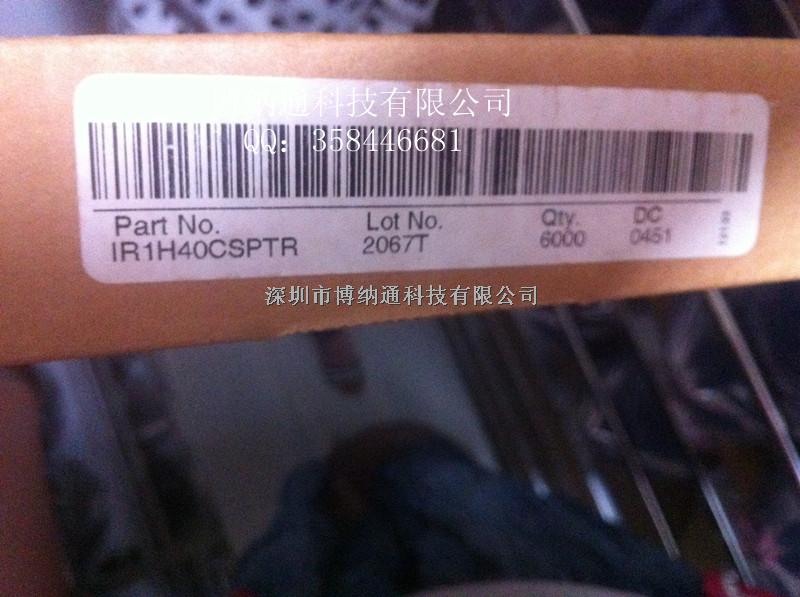 纳通科技有限公司
QQ：358446681
Part No.
IR1H40CSPTR
Lot No.
2067T
Qty.
6000
DC
0451
深圳市博纳通科技有限公司